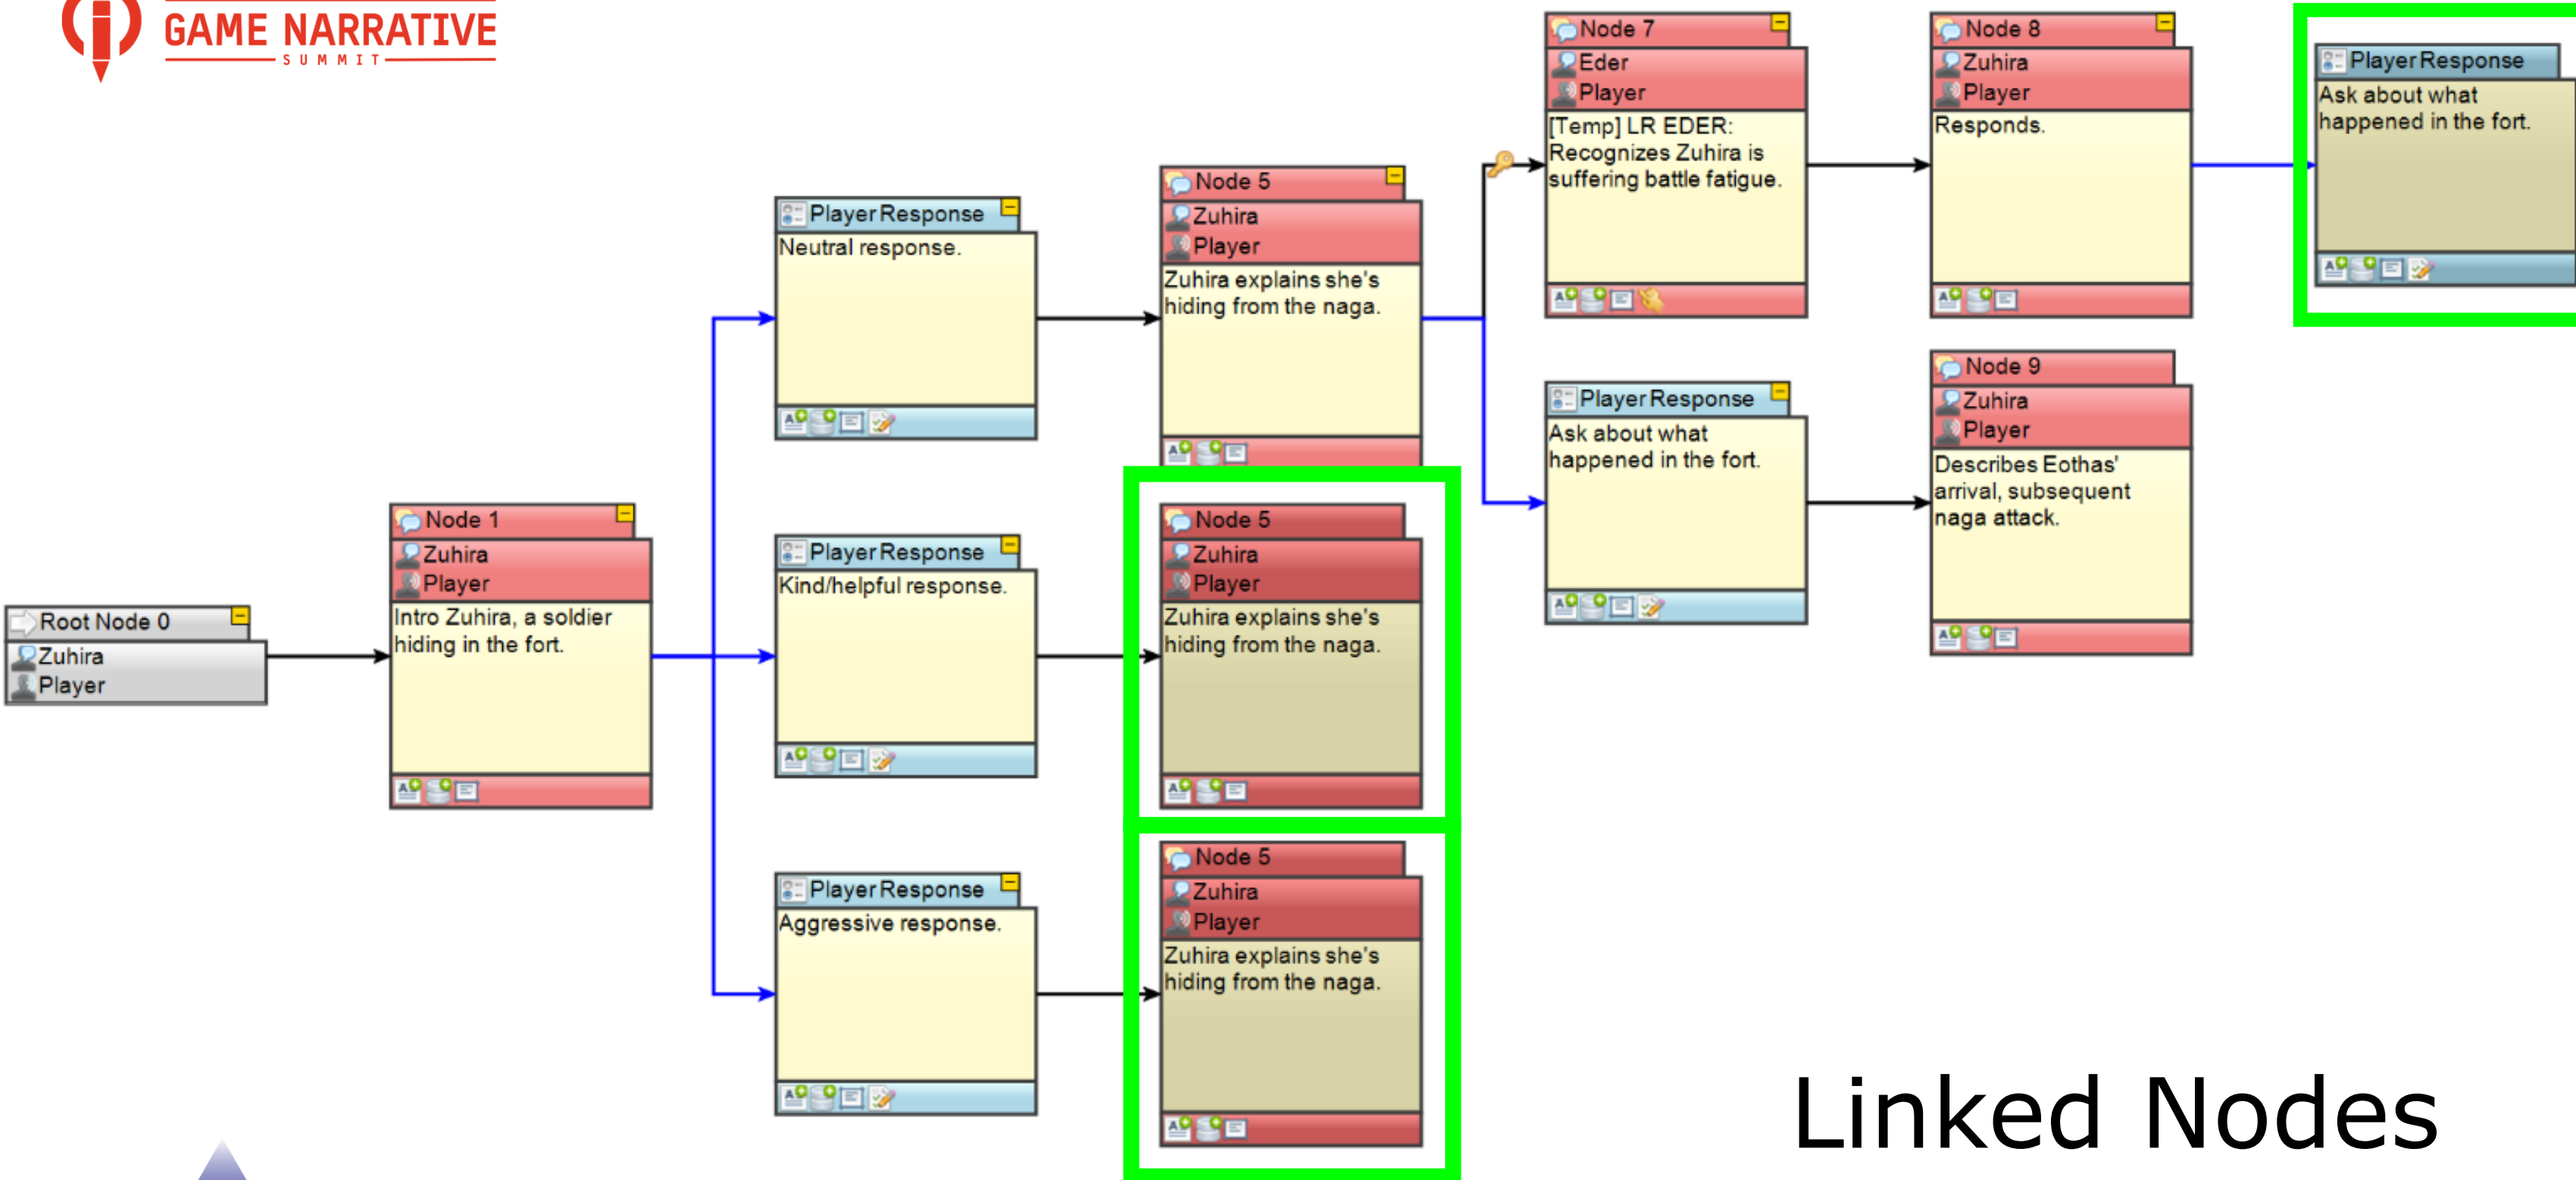 GAME NARRATIVE
SUMMIT
Root Node 0
Zuhira
Player
Node 1
Zuhira
Player
Intro Zuhira, a soldier
hiding in the fort.
Player Response
Neutral response.
Player Response
Kind/helpful response.
Player Response
Aggressive response.
Node 5
Zuhira
Player
Zuhira explains she's
hiding from the naga.
Node 5
Zuhira
Player
Zuhira explains she's
hiding from the naga.
Node 5
Zuhira
Player
Zuhira explains she's
hiding from the naga.
Node 7
Eder
Player
[Temp] LR EDER:
Recognizes Zuhira is
suffering battle fatigue.
Player Response
Ask about what
happened in the fort.
Node 8
Zuhira
Player
Responds.
Node 9
Zuhira
Player
Describes Eothas'
arrival, subsequent
naga attack.
Player Response
Ask about what
happened in the fort.
Linked Nodes